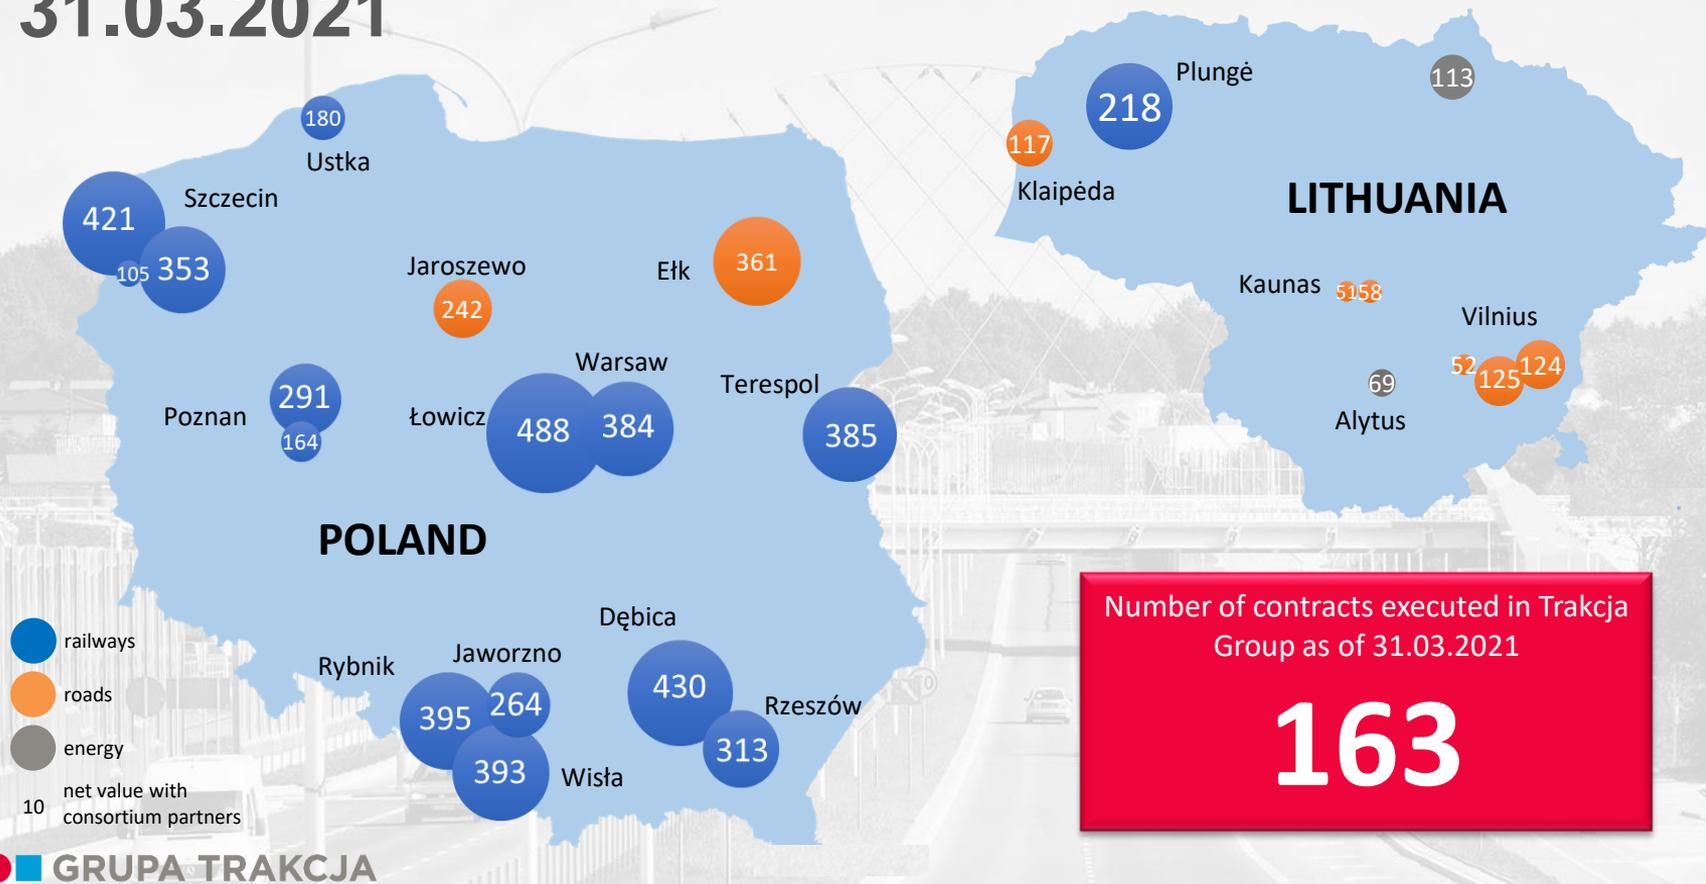 31.03.2021
180
Ustka
Szczecin
421
105
353
Jaroszewo
242
Ełk
361
Poznan
291
164
Warsaw
Łowicz
488
384
Terespol
385
POLAND
Dębica
430
Rzeszów
313
Rybnik
Jaworzno
395
264
393
Wisła
Plungė
218
113
117
Klaipėda
LITHUANIA
Kaunas
51
58
Vilnius
52
125
124
69
Alytus
railways
roads
energy
10
net value with
consortium partners
Number of contracts executed in Trakcja
Group as of 31.03.2021
163
GRUPA TRAKCJA